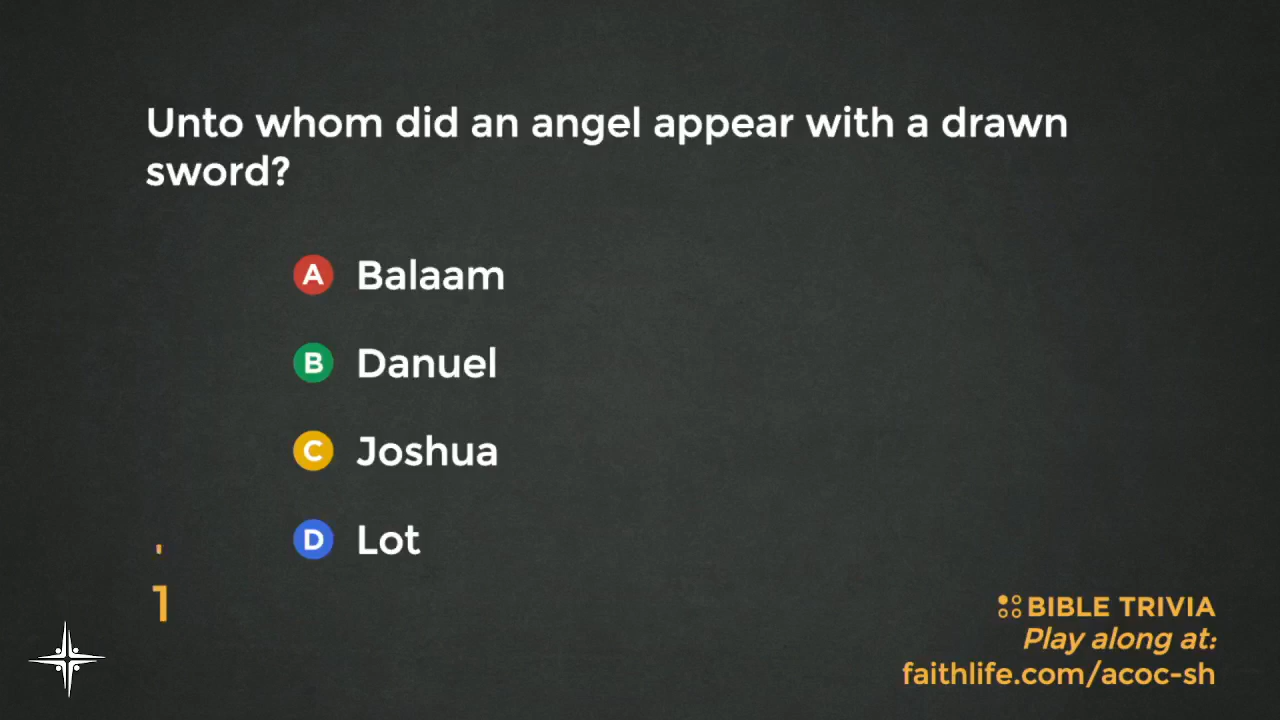 Unto whom did an angel appear with a drawn
sword?
A Balaam
B Danuel
C Joshua
D Lot
1
BIBLE TRIVIA
Play along at:
faithlife.com/acoc-sh